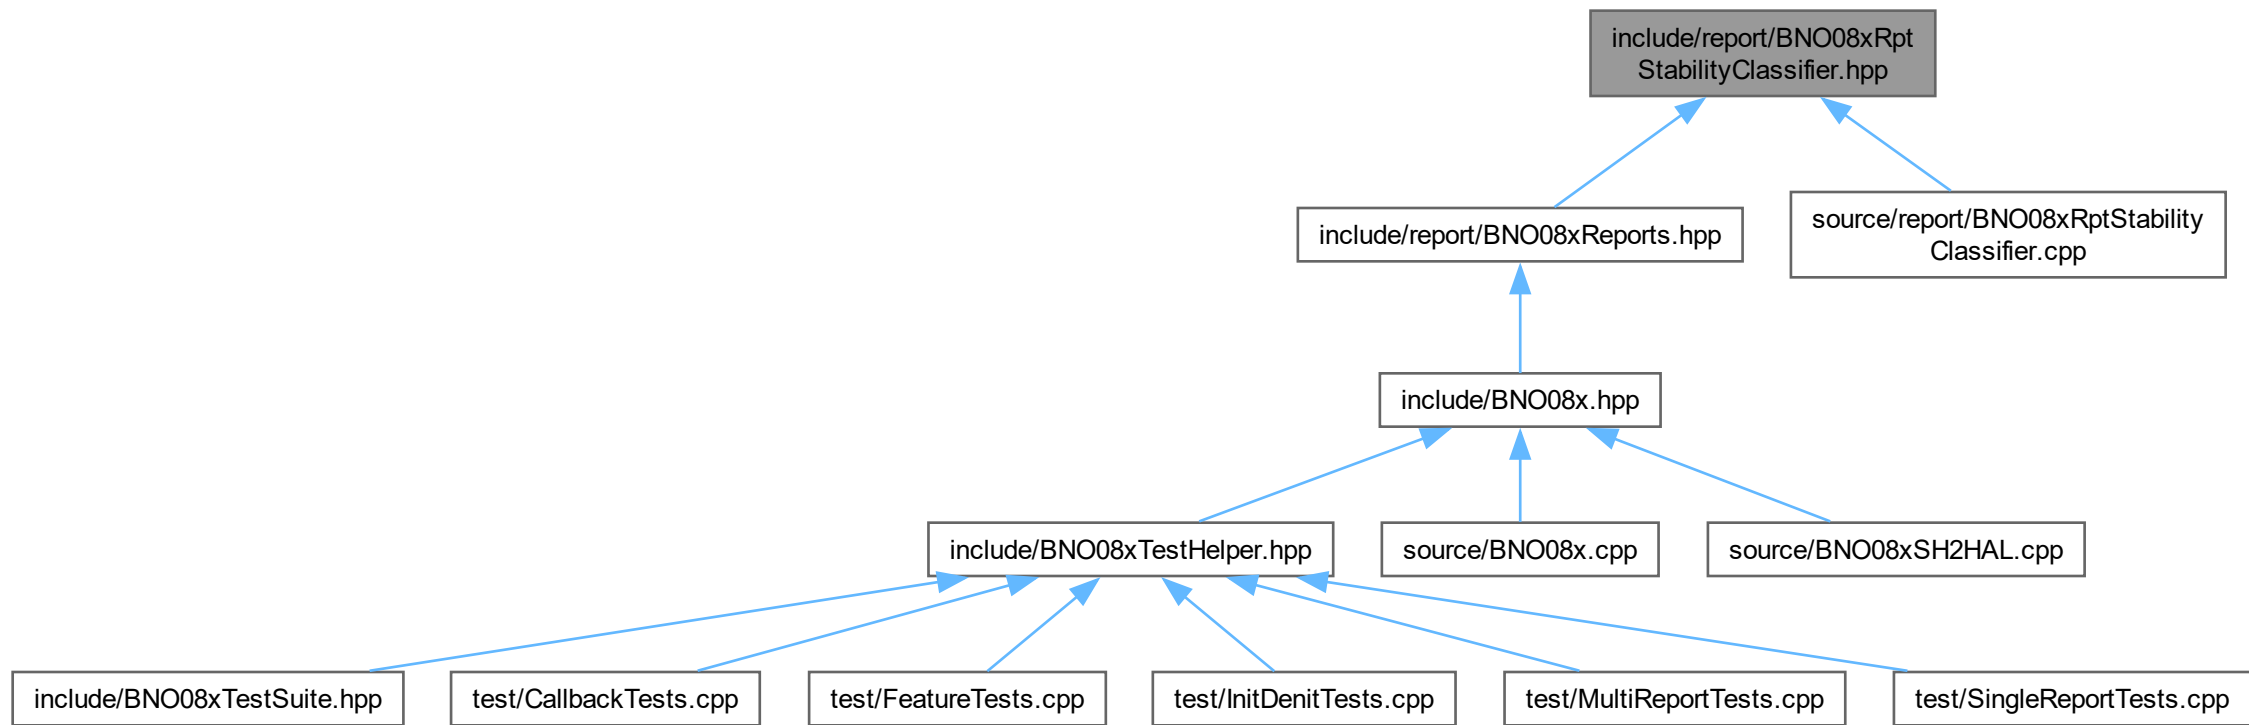 include/report/BNO08xRpt
StabilityClassifier.hpp
include/report/BNO08xReports.hpp
source/report/BNO08xRptStability
Classifier.cpp
include/BNO08x.hpp
include/BNO08xTestHelper.hpp
source/BNO08x.cpp
source/BNO08xSH2HAL.cpp
include/BNO08xTestSuite.hpp
test/CallbackTests.cpp
test/FeatureTests.cpp
test/InitDenitTests.cpp
test/MultiReportTests.cpp
test/SingleReportTests.cpp